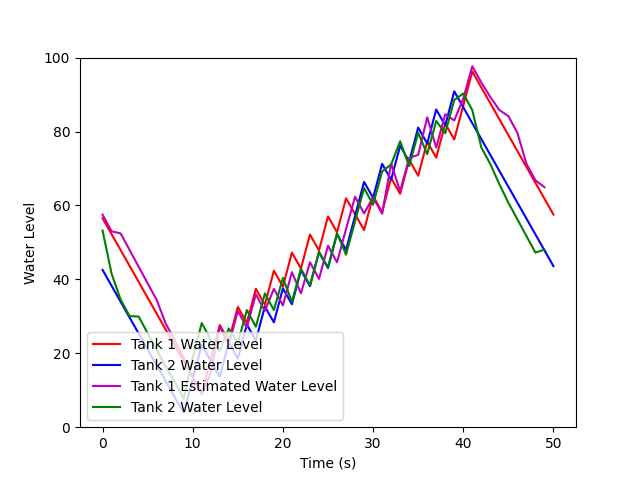 100
80
60
40
20
0
Water Level
Tank 1 Water Level
Tank 2 Water Level
Tank 1 Estimated Water Level
Tank 2 Water Level
0 10 20 30 40 50
Time (s)